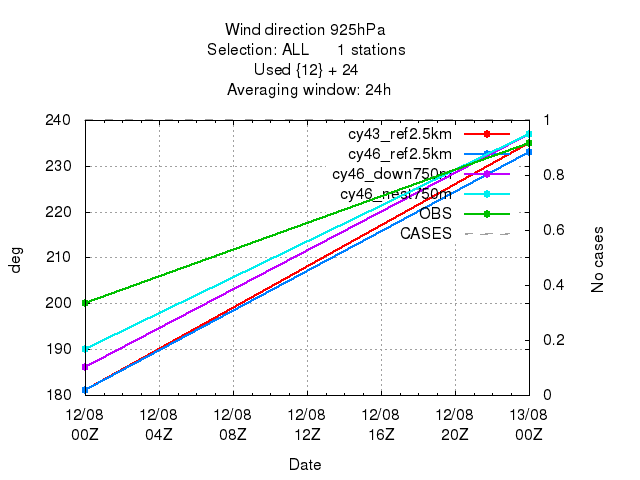 Wind direction 925hPa
Selection: ALL 1 stations
Used {12} + 24
Averaging window: 24h
240 1
cy43_ref2.5km
cy46_ref2.5km
230
cy46_down750m 0.8
cy46_nest750m
220 OBS
CASES 0.6
210
deg
No cases
200 0.4
190 0.2
180 0
12/08 12/08 12/08 12/08 12/08 12/08 13/08
00Z 04Z 08Z 12Z 16Z 20Z 00Z
Date